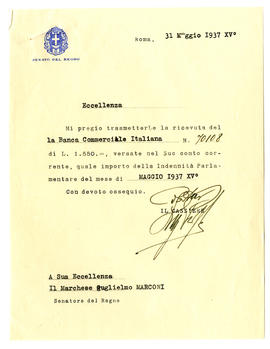 SENATO DEL REGNO
Roma, 31 Maggio 1937 XV°
Eccellenza
Mi pregio trasmetterLe la ricevuta del
la Banca Commerciale Italiana N. 70108
di L. 1.550.-, versate nel Suo conto cor-
rente, quale importo della Indennità Parla-
mentare del mese di MAGGIO 1937 XV°
Con devoto ossequio.
IL CASSIERE
A Sua Eccellenza
Il Marchese Guglielmo MARCONI
Senatore del Regno